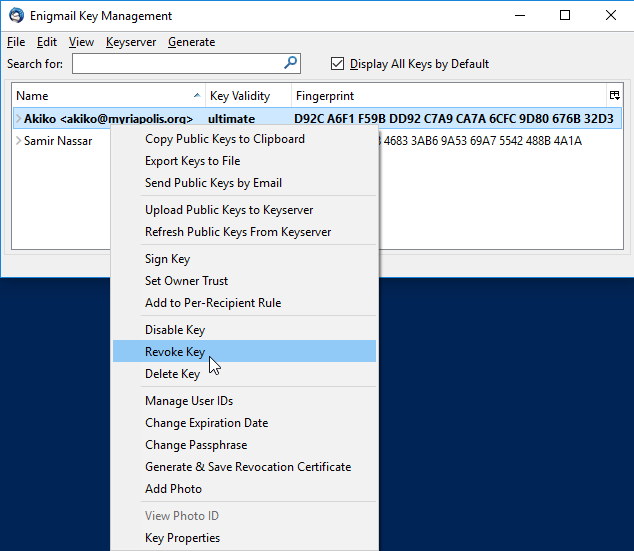 Enigmail Key Management
File Edit View Keyserver Generate
Search for: Display All Keys by Default
Name Key Validity Fingerprint
Akiko <akiko@myriapolis.org> ultimate D92C A6F1 F59B DD92 C7A9 CA7A 6CFC 9D80 676B 32D3
Samir Nassar 4683 3AB6 9A53 69A7 5542 488B 4A1A
Copy Public Keys to Clipboard
Export Keys to File
Send Public Keys by Email
Upload Public Keys to Keyserver
Refresh Public Keys From Keyserver
Sign Key
Set Owner Trust
Add to Per-Recipient Rule
Disable Key
Revoke Key
Delete Key
Manage User IDs
Change Expiration Date
Change Passphrase
Generate & Save Revocation Certificate
Add Photo
View Photo ID
Key Properties